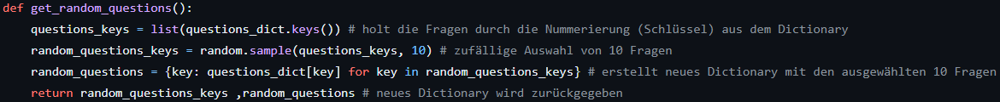 def get_random_questions():
    questions_keys = list(questions_dict.keys()) # holt die Fragen durch die Nummerierung (Schlüssel) aus dem Dictionary
    random_questions_keys = random.sample(questions_keys, 10) # zufällige Auswahl von 10 Fragen
    random_questions = {key: questions_dict[key] for key in random_questions_keys} # erstellt neues Dictionary mit den ausgewählten 10 Fragen
    return random_questions_keys ,random_questions # neues Dictionary wird zurückgegeben